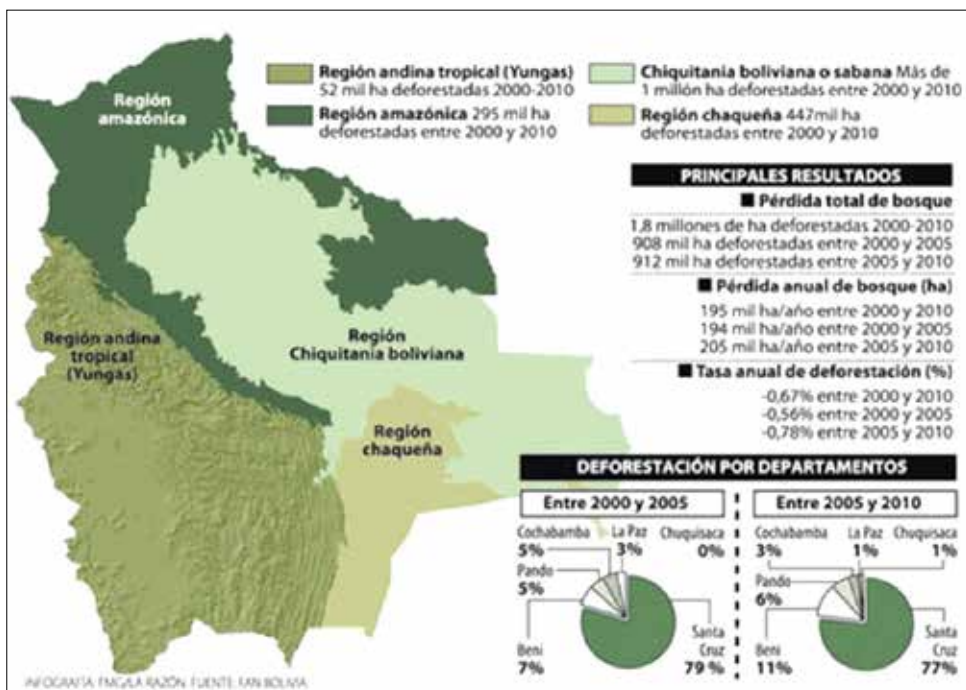 Región andina tropical (Yungas)
52 mil ha deforestadas 2000-2010
Región amazónica 295 mil ha
deforestadas entre 2000 y 2010
Chiquitania boliviana o sabana Más de
1 millón ha deforestadas entre 2000 y 2010
Región chaqueña 447mil ha
deforestadas entre 2000 y 2010
Región
amazónica
Región andina
tropical
(Yungas)
Región
Chiquitania boliviana
Región
chaqueña
PRINCIPALES RESULTADOS
Pérdida total de bosque
1,8 millones de ha deforestadas 2000-2010
908 mil ha deforestadas entre 2000 y 2005
912 mil ha deforestadas entre 2005 y 2010
Pérdida anual de bosque (ha)
195 mil ha/año entre 2000 y 2010
194 mil ha/año entre 2000 y 2005
205 mil ha/año entre 2005 y 2010
Tasa anual de deforestación (%)
-0,67% entre 2000 y 2010
-0,56% entre 2000 y 2005
-0,78% entre 2005 y 2010
DEFORESTACIÓN POR DEPARTAMENTOS
Entre 2000 y 2005
Cochabamba
5%
La Paz
3%
Chuquisaca
0%
Pando
5%
Beni
7%
Santa
Cruz
79 %
Entre 2005 y 2010
Cochabamba
3%
La Paz
1%
Chuquisaca
1%
Pando
6%
Beni
11%
Santa
Cruz
77%
INFOGRAFÍA: FMG/LA RAZÓN. FUENTE: FAN BOLIVIA